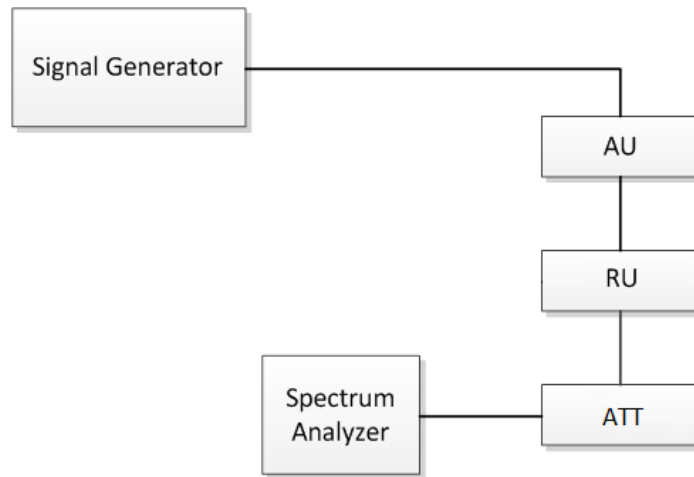 Signal Generator
AU
RU
ATT
Spectrum
Analyzer